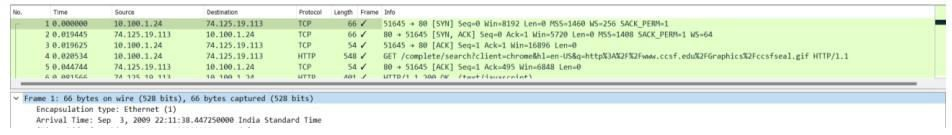 No. Time Source Destination Protocol Length Frame Info
1 0.000000 10.100.1.24 74.125.19.113 TCP 66 ✓ 51645 → 80 [SYN] Seq=0 Win=8192 Len=0 MSS=1460 WS=256 SACK_PERM=1
2 0.019445 74.125.19.113 10.100.1.24 TCP 66 ✓ 80 → 51645 [SYN, ACK] Seq=0 Ack=1 Win=5720 Len=0 MSS=1408 SACK_PERM=1 WS=64
3 0.019625 10.100.1.24 74.125.19.113 TCP 54 ✓ 51645 → 80 [ACK] Seq=1 Ack=1 Win=16896 Len=0
4 0.020534 10.100.1.24 74.125.19.113 HTTP 548 ✓ GET /complete/search?client=chrome&hl=en-US&q=http%3A%2F%2Fwww.ccsf.edu%2FGraphics%2Fccsfseal.gif HTTP/1.1
5 0.044744 74.125.19.113 10.100.1.24 TCP 54 ✓ 80 → 51645 [ACK] Seq=1 Ack=495 Win=6848 Len=0
6 0.081566 74.125.19.113 10.100.1.24 HTTP 401 ✓ HTTP/1.1 200 OK (text/javascript)
Frame 1: 66 bytes on wire (528 bits), 66 bytes captured (528 bits)
Encapsulation type: Ethernet (1)
Arrival Time: Sep 3, 2009 22:11:38.447250000 India Standard Time